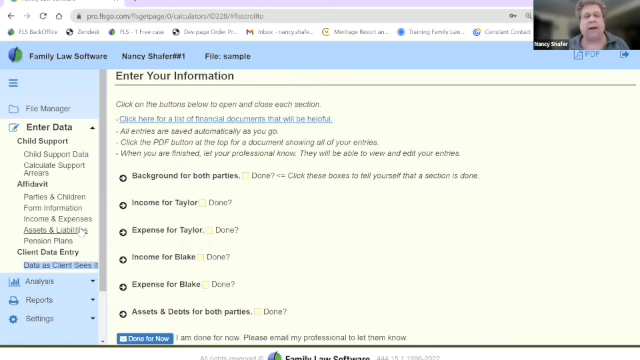 pro.flsgo.com/flsgetpage/0/calculators/ID228/#flsscrollto
FLS BackOffice
Zendesk
FLS - 1 Free case
Dev page Order pro
Inbox - nancy.shafer
Meritage Resort an
Training Family Law
Constant Contact
Family Law Software
Nancy Shafer##1
File: sample
PDF
Nancy Shafer
File Manager
Enter Data
Child Support
Child Support Data
Calculate Support
Arrears
Affidavit
Parties & Children
Form Information
Income & Expenses
Assets & Liabilities
Pension Plans
Client Data Entry
Data as Client Sees It
Analysis
Reports
Settings
Enter Your Information
Click on the buttons below to open and close each section.
- Click here for a list of financial documents that will be helpful.
- All entries are saved automatically as you go.
- Click the PDF button at the top for a document showing all of your entries.
- When you are finished, let your professional know. They will be able to view and edit your entries.
Background for both parties. Done? <= Click these boxes to tell yourself that a section is done.
Income for Taylor Done?
Expense for Taylor. Done?
Income for Blake Done?
Expense for Blake Done?
Assets & Debts for both parties. Done?
Done for Now
I am done for now. Please email my professional to let them know.
All rights reserved -
Family Law Software
- 444.15.1 1996-2022